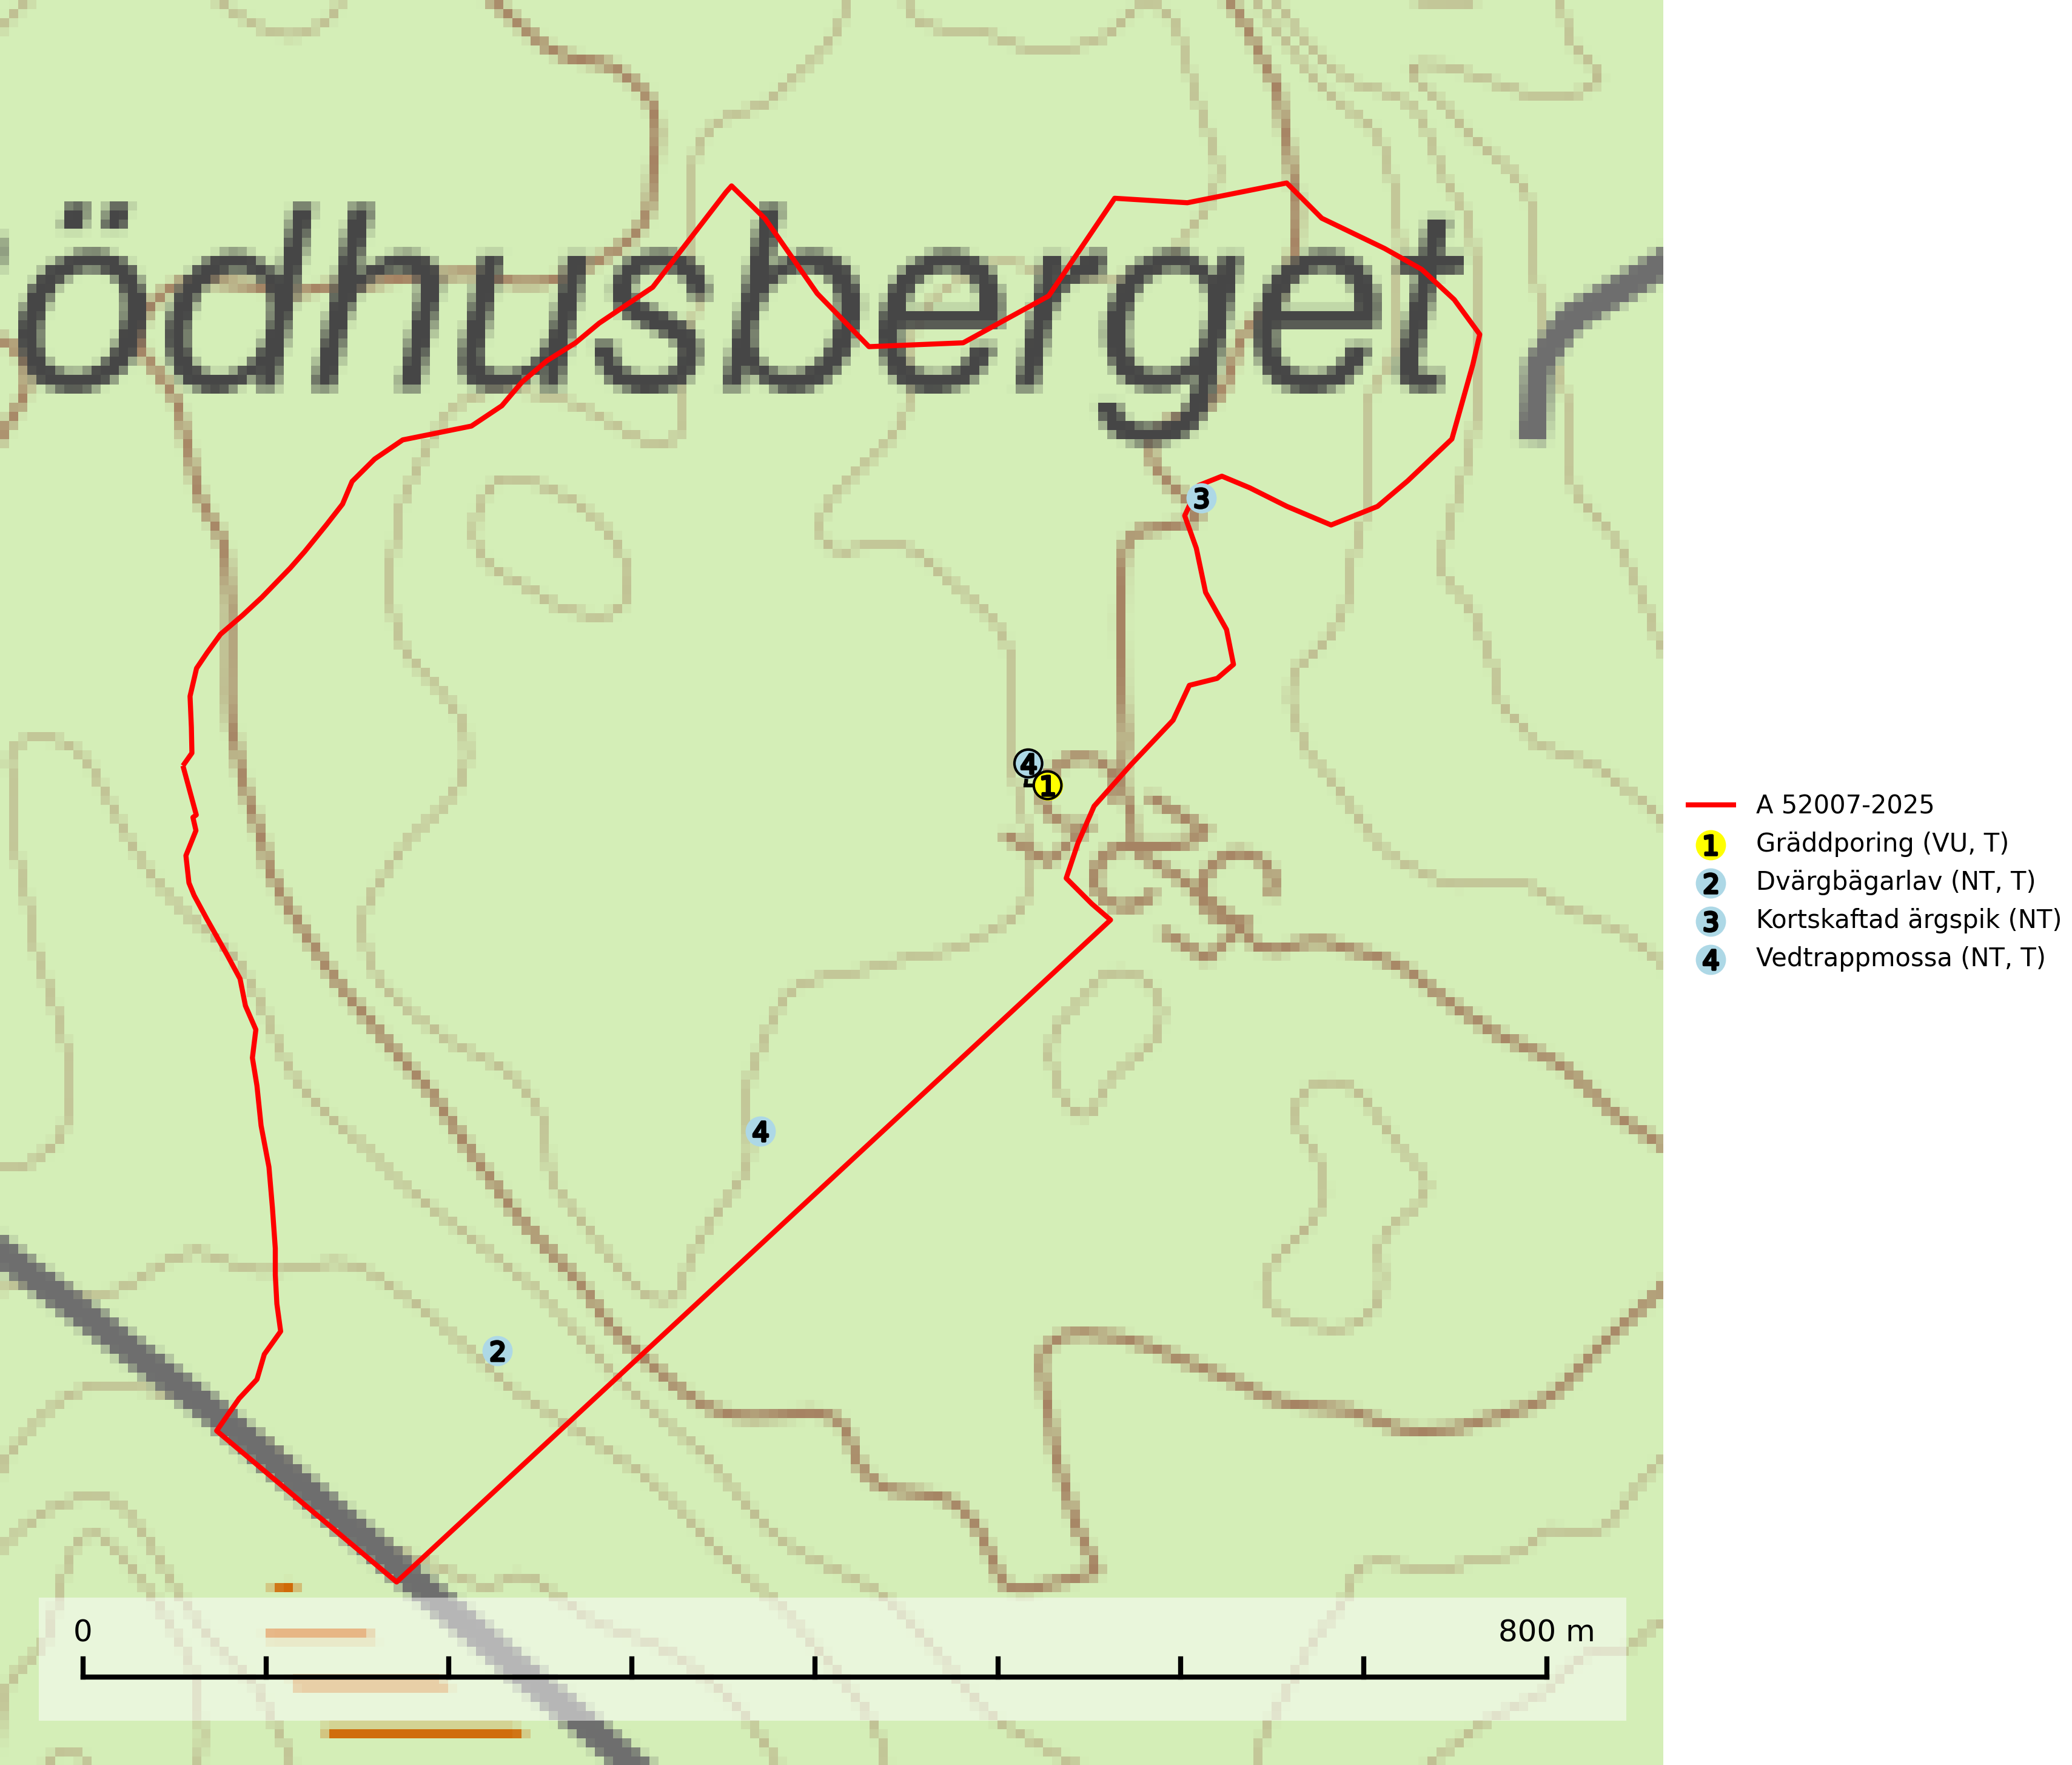 ödhusberget
3
4
1
4
2
0 800 m
A 52007-2025
1 Gräddporing (VU, T)
2 Dvärgbägarlav (NT, T)
3 Kortskaftad ärgspik (NT)
4 Vedtrappmossa (NT, T)